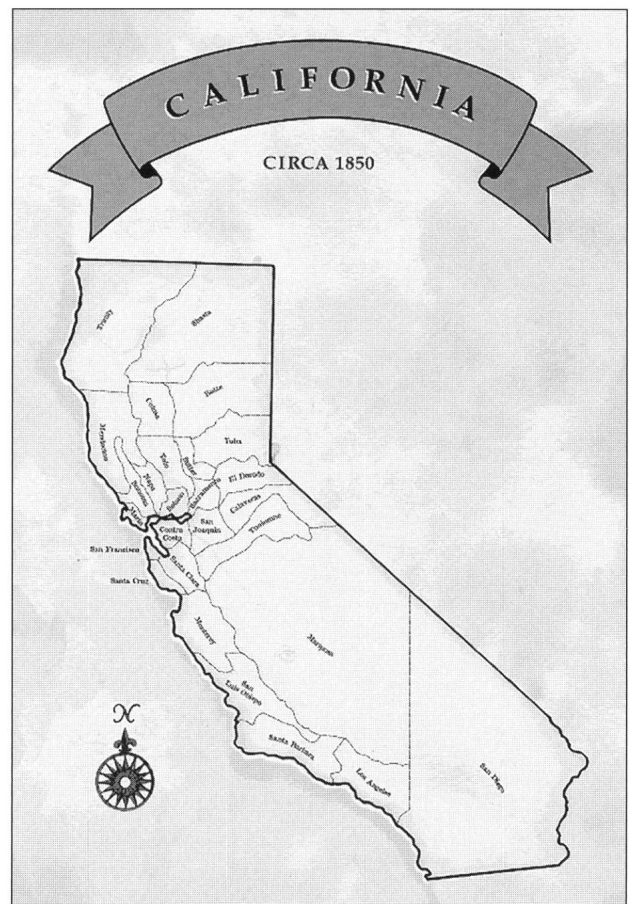 CALIFORNIA
CIRCA 1850
Trinity
Shasta
Butte
Colusa
Mendocino
Yuba
Yolo
Sutter
El Dorado
Napa
Sonoma
Solano
Sacramento
Marin
Calaveras
San
Joaquin
Contra
Costa
Tuolumne
San Francisco
Santa Clara
Santa Cruz
Monterey
Mariposa
San
Luis Obispo
N
Santa Barbara
Los Angeles
San Diego